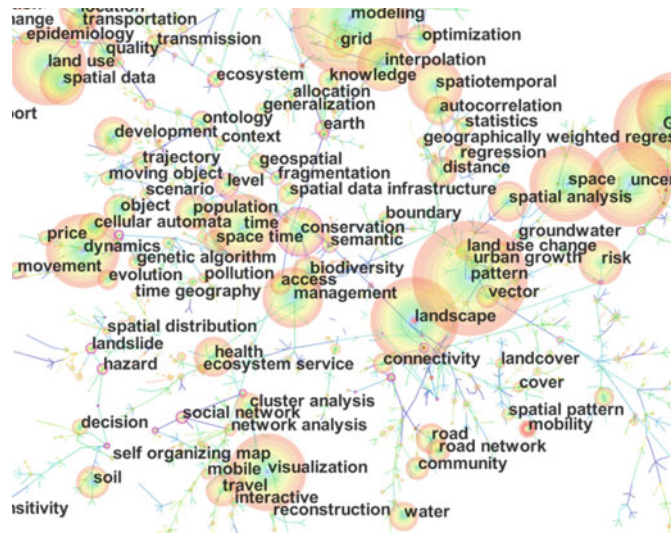 location
modeling
hange
transportation
optimization
epidemiology
transmission
grid
quality
land use
interpolation
spatial data
ecosystem
knowledge
spatiotemporal
allocation
generalization
autocorrelation
port
ontology
earth
statistics
development
context
geographically weighted regres
G
trajectory
geospatial
regression
moving object
fragmentation
distance
scenario
level
spatial data infrastructure
space
uncer
spatial analysis
object
population
boundary
cellular automata
time
conservation
groundwater
price
space time
semantic
land use change
dynamics
genetic algorithm
urban growth
risk
movement
evolution
pollution
biodiversity
pattern
access
time geography
management
vector
landscape
spatial distribution
landslide
health
connectivity
landcover
hazard
ecosystem service
cover
cluster analysis
social network
spatial pattern
decision
network analysis
mobility
road
self organizing map
road network
mobile
visualization
community
soil
travel
interactive
nsitivity
reconstruction
water